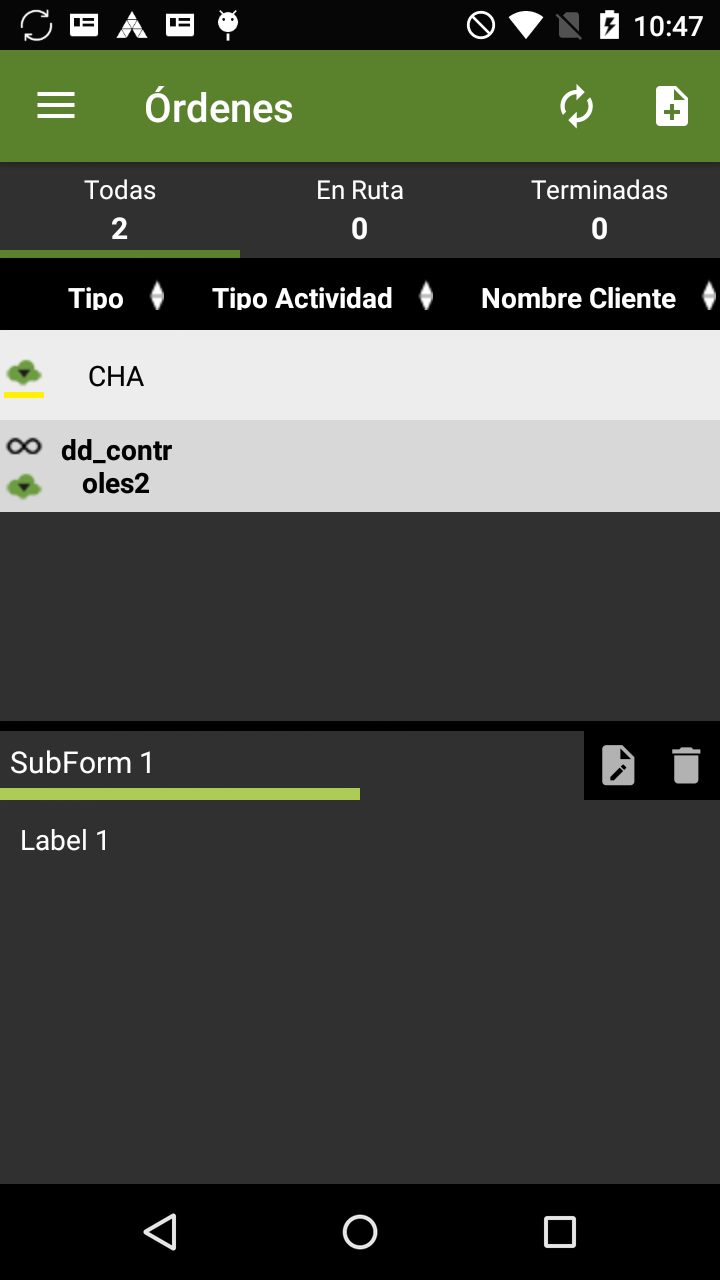 10:47
Órdenes
Todas En Ruta Terminadas
2 0 0
Tipo Tipo Actividad Nombre Cliente
CHA
dd_contr
oles2
SubForm 1
Label 1